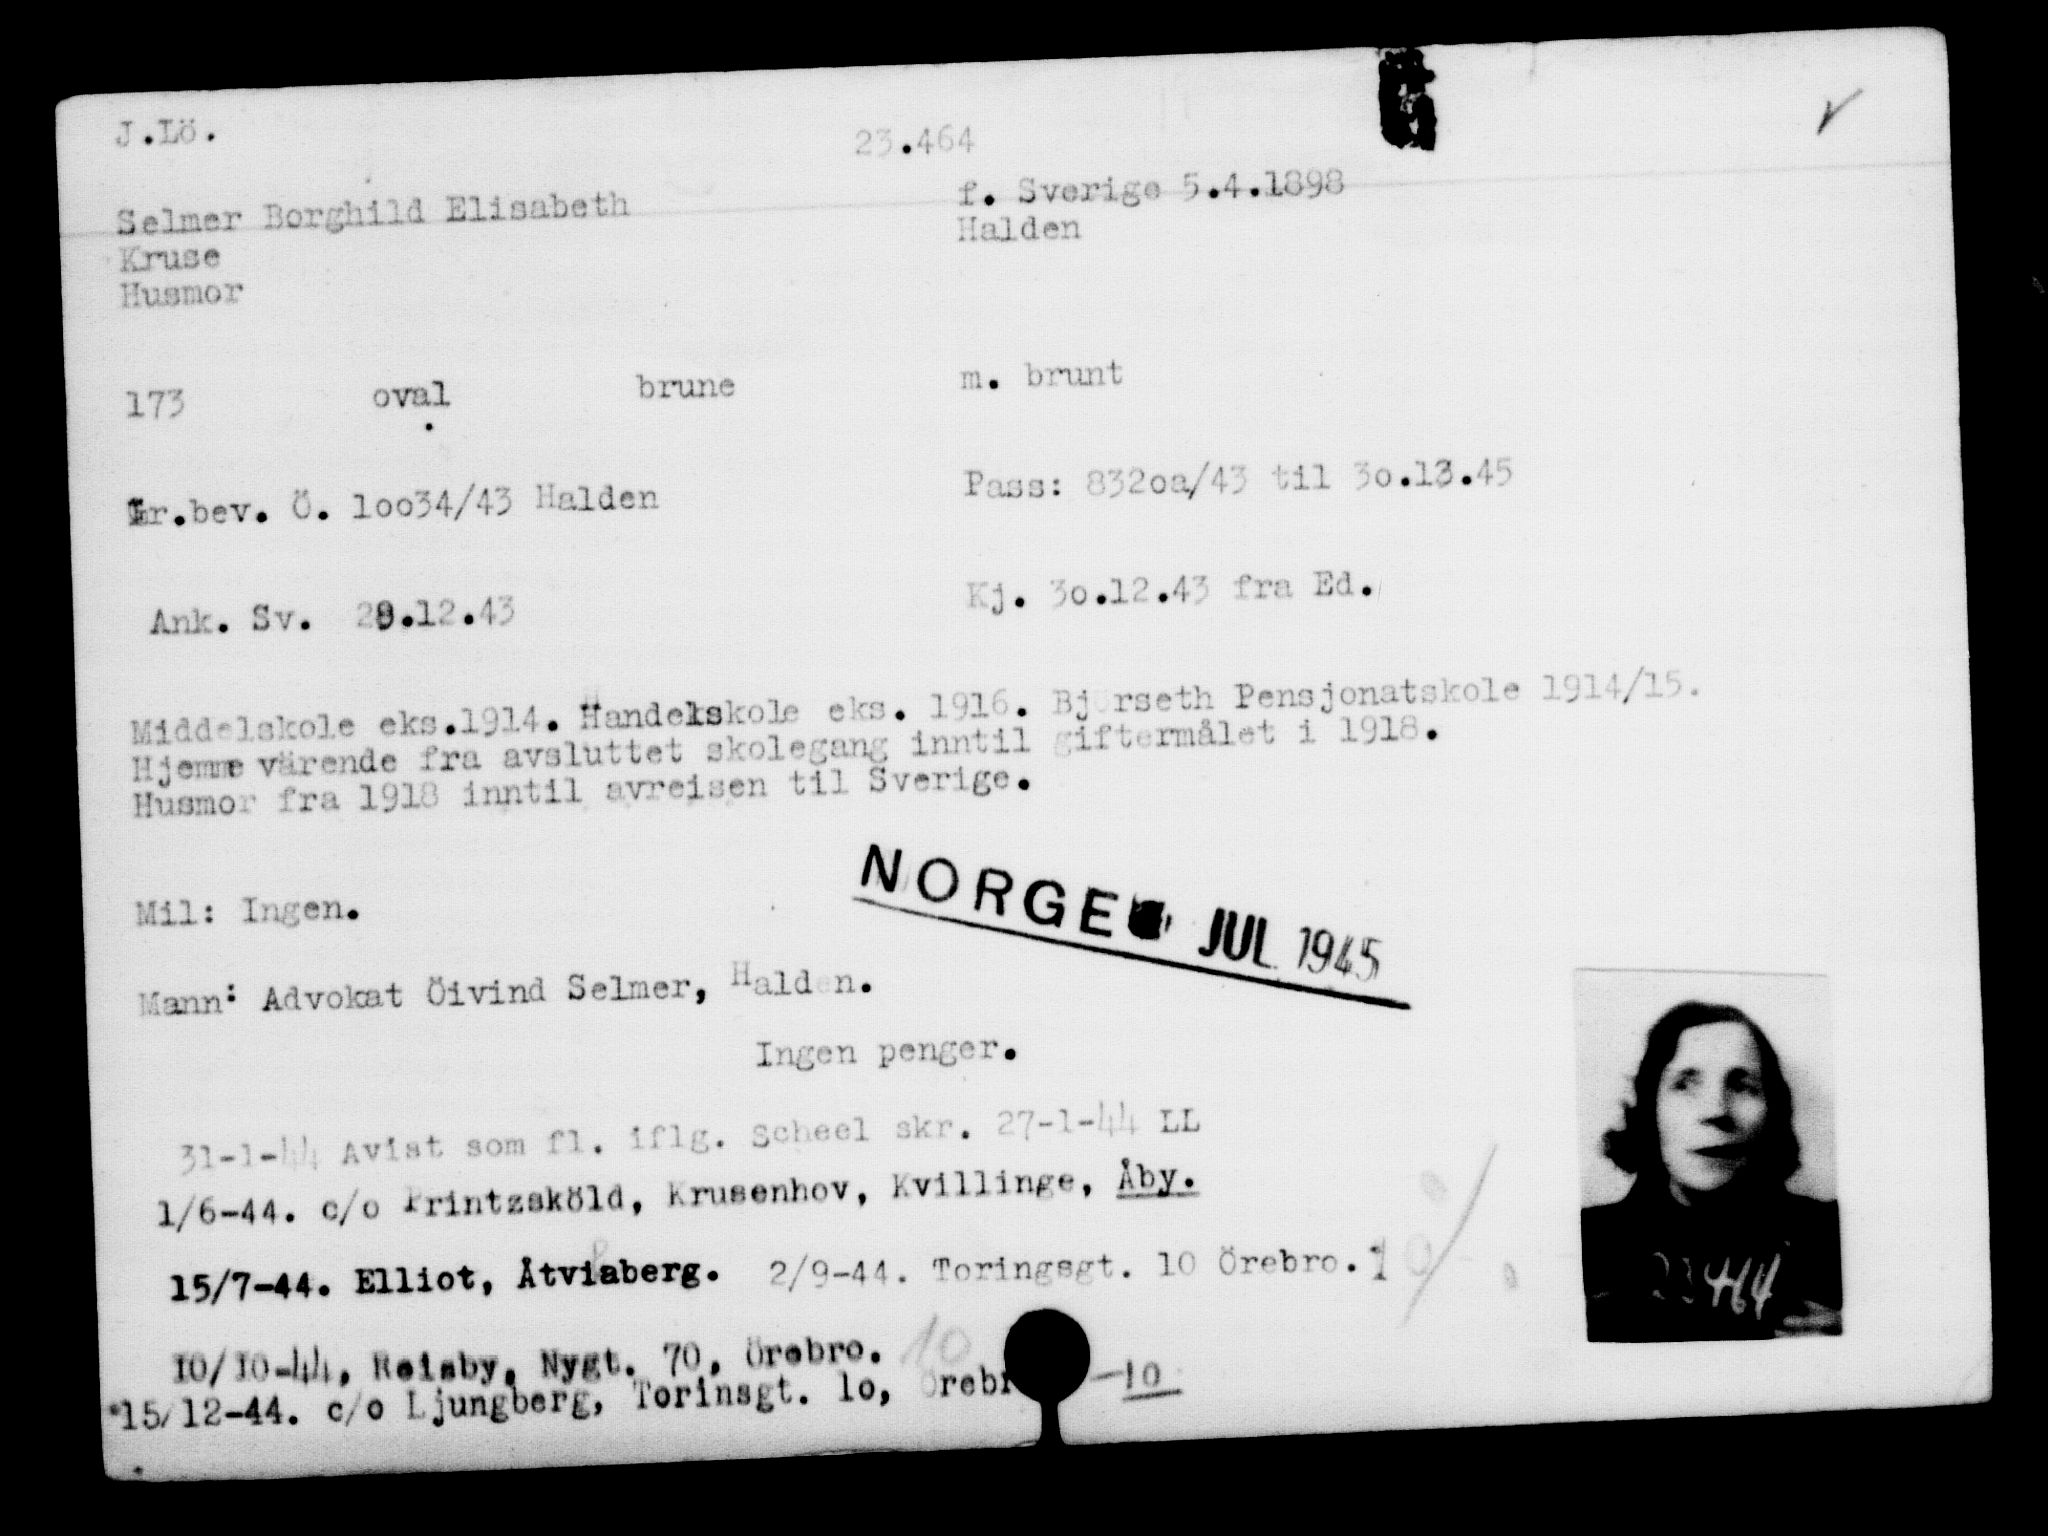 J.Lö.
23.464
Selmer Borghild Elisabeth
f. Sverige 5.4.1898
Kruse
Halden
Husmor
173 oval brune m. brunt
Gr.bev. Ö. 10034/43 Halden
Pass: 8320a/43 til 30.12.45
Ank. Sv. 29.12.43
Kj. 30.12.43 fra Ed.
Middelskole eks.1914. Handelskole eks. 1916. Bjørseth Pensjonatskole 1914/15.
Hjemme värende fra avsluttet skolegang inntil giftermålet i 1918.
Husmor fra 1918 inntil avreisen til Sverige.
Mil: Ingen.
NORGE JUL 1945
Mann: Advokat Öivind Selmer, Halden.
Ingen penger.
31-1-44 Avist som fl. iflg. Scheel skr. 27-1-44 LL
1/6-44. c/o Printzsköld, Krusenhov, Kvillinge, Åby.
15/7-44. Elliot, Åtvidaberg. 2/9-44. Toringsgt. 10 Örebro.
23464
10/10-44, Reisby, Nygt. 70, Örebro. 10
15/12-44. c/o Ljungberg, Torinsgt. lo, Örebr -10